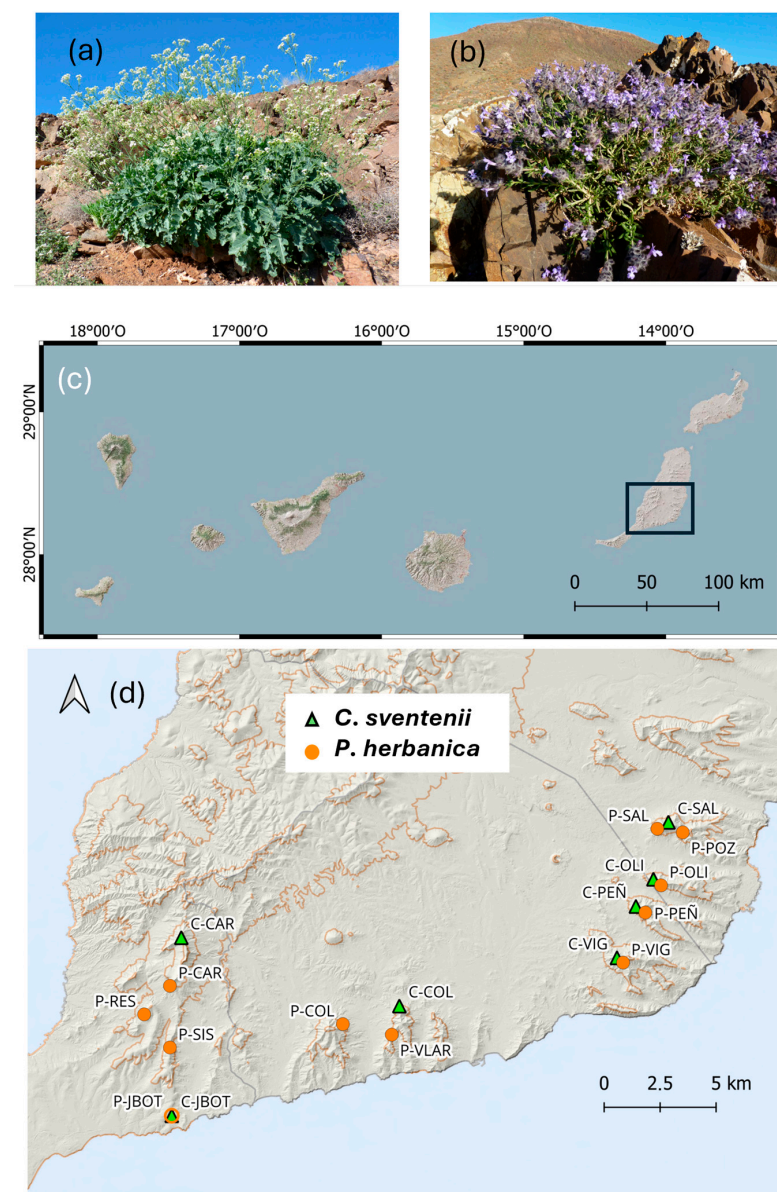 (a)
(b)
18°00'O 17°00'O 16°00'O 15°00'O 14°00'O
(c)
29°00'N
28°00'N
0 50 100 km
(d)
C. sventenii
P. herbanica
P-SAL C-SAL
P-POZ
C-OLI P-OLI
C-PEÑ
P-PEÑ
C-VIG P-VIG
C-CAR
P-CAR
P-RES
P-SIS
P-COL C-COL
P-VLAR
P-JBOT C-JBOT
0 2.5 5 km